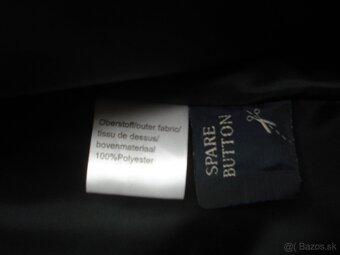 Oberstoff/outer fabric/
tissu de dessus/
bovenmateriaal
100%Polyester
SPARE
BUTTON
© Bazos.sk